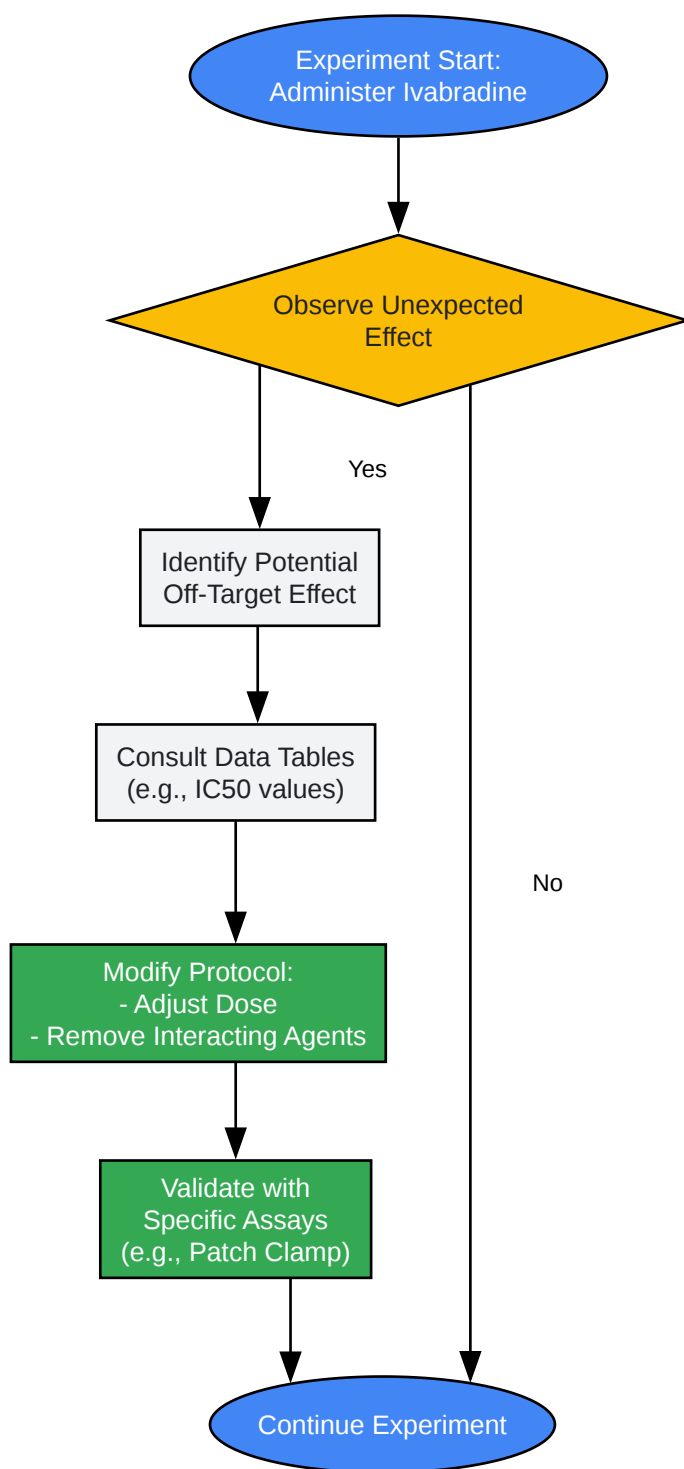 Experiment Start:
Administer Ivabradine
Observe Unexpected
Effect
Yes
Identify Potential
Off-Target Effect
Consult Data Tables
(e.g., IC50 values)
No
Modify Protocol:
- Adjust Dose
- Remove Interacting Agents
Validate with
Specific Assays
(e.g., Patch Clamp)
Continue Experiment